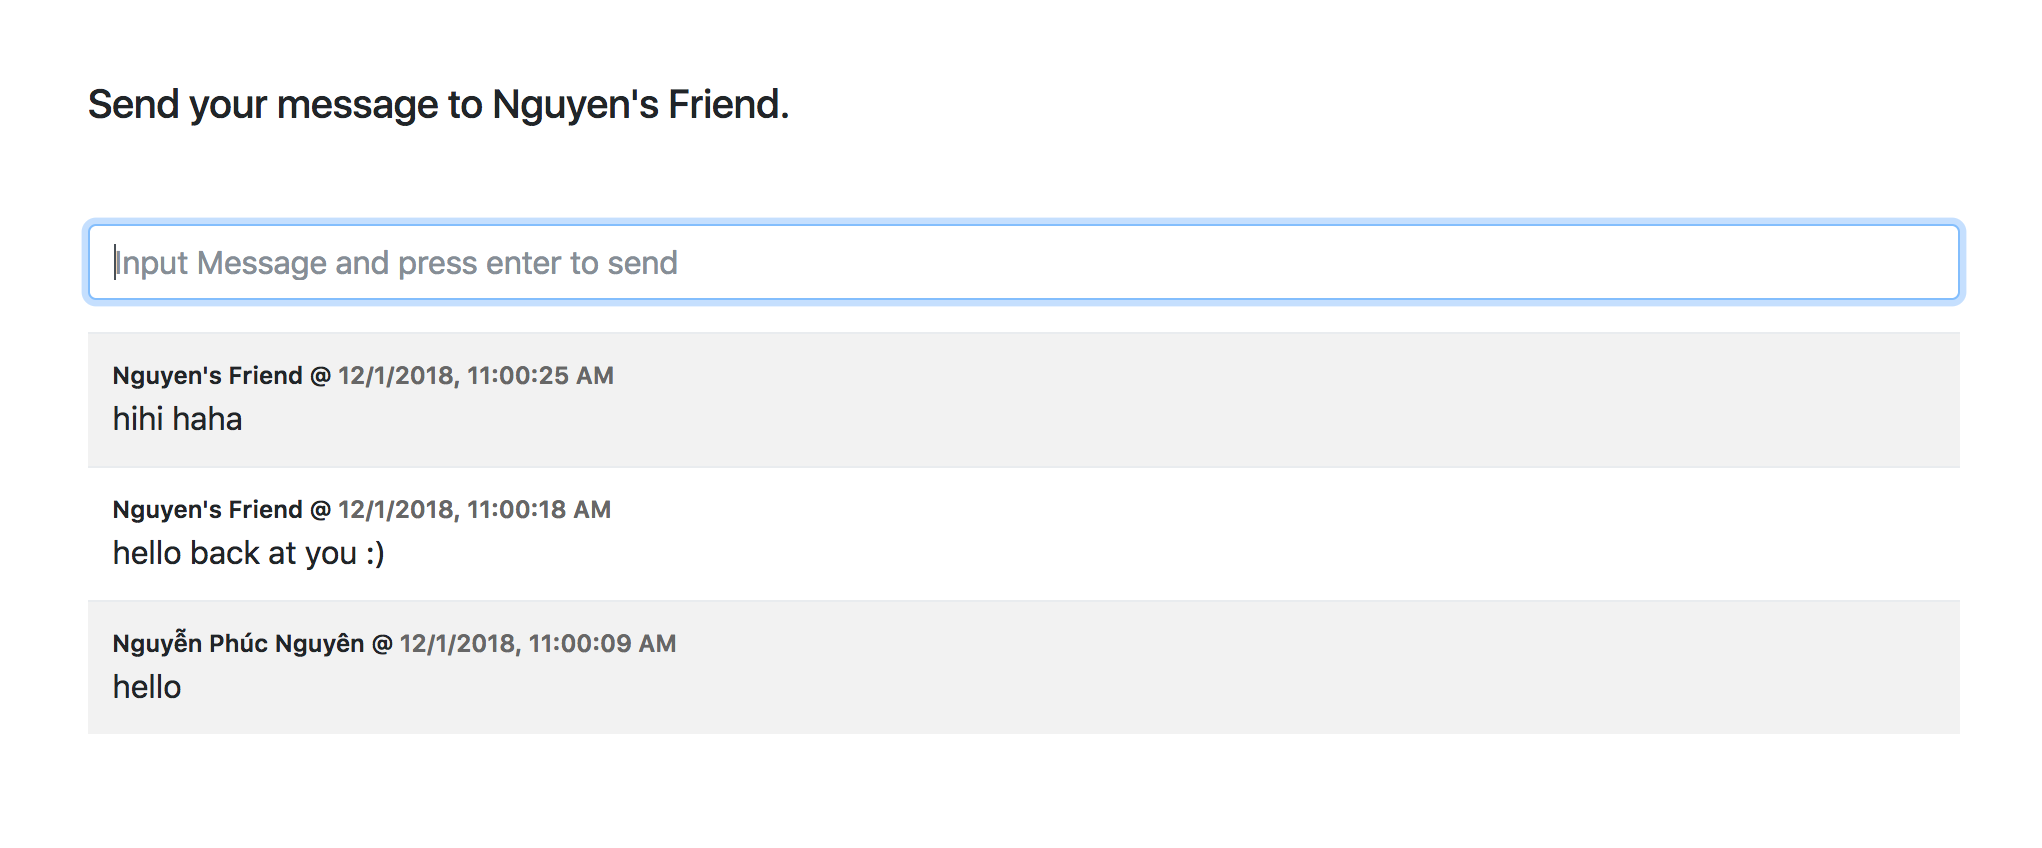 Send your message to Nguyen's Friend.
Input Message and press enter to send
Nguyen's Friend @ 12/1/2018, 11:00:25 AM
hihi haha
Nguyen's Friend @ 12/1/2018, 11:00:18 AM
hello back at you :)
Nguyễn Phúc Nguyên @ 12/1/2018, 11:00:09 AM
hello